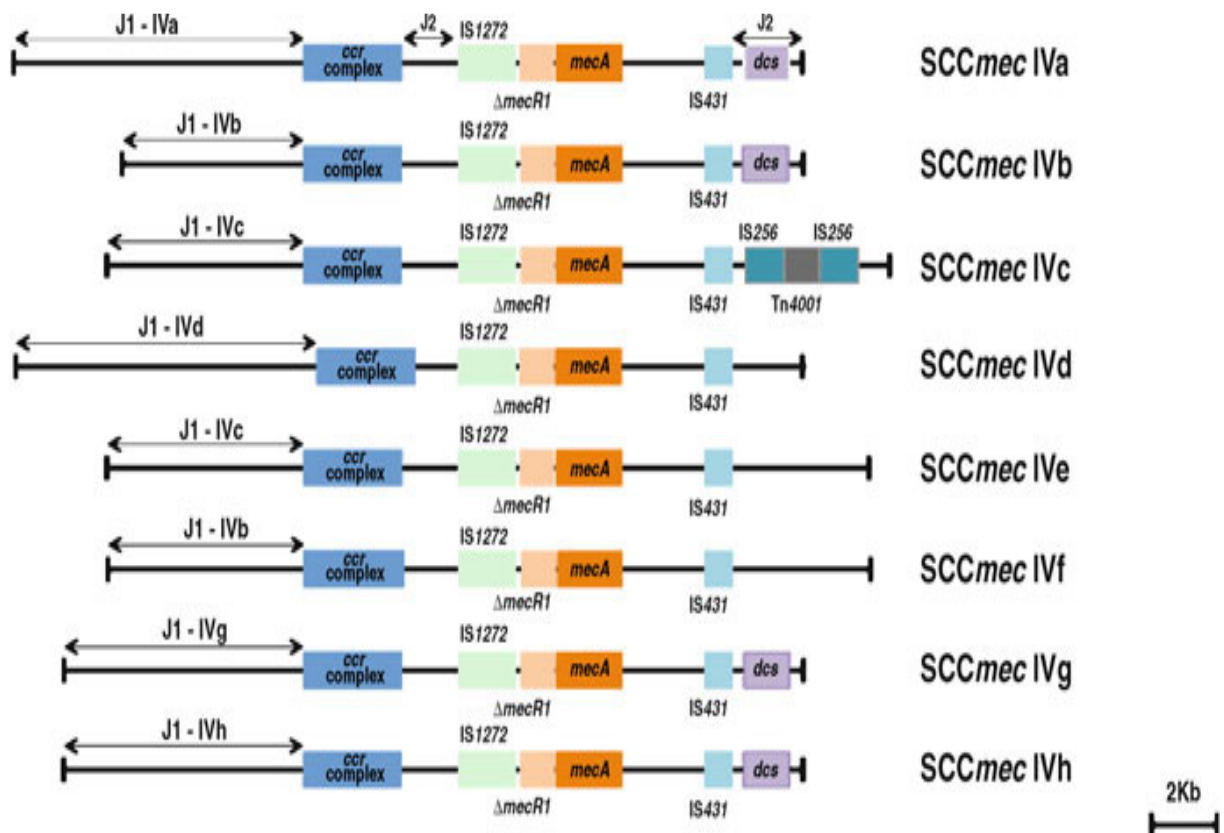 J1 - IVa
J2
IS1272
J2
ccr
complex
mecA
dcs
SCCmec IVa
ΔmecR1
IS431
J1 - IVb
IS1272
ccr
complex
mecA
dcs
SCCmec IVb
ΔmecR1
IS431
J1 - IVc
IS1272
IS256
IS256
ccr
complex
mecA
SCCmec IVc
ΔmecR1
IS431
Tn4001
J1 - IVd
IS1272
ccr
complex
mecA
SCCmec IVd
ΔmecR1
IS431
J1 - IVc
IS1272
ccr
complex
mecA
SCCmec IVe
ΔmecR1
IS431
J1 - IVb
IS1272
ccr
complex
mecA
SCCmec IVf
ΔmecR1
IS431
J1 - IVg
IS1272
ccr
complex
mecA
dcs
SCCmec IVg
ΔmecR1
IS431
J1 - IVh
IS1272
ccr
complex
mecA
dcs
SCCmec IVh
ΔmecR1
IS431
2Kb